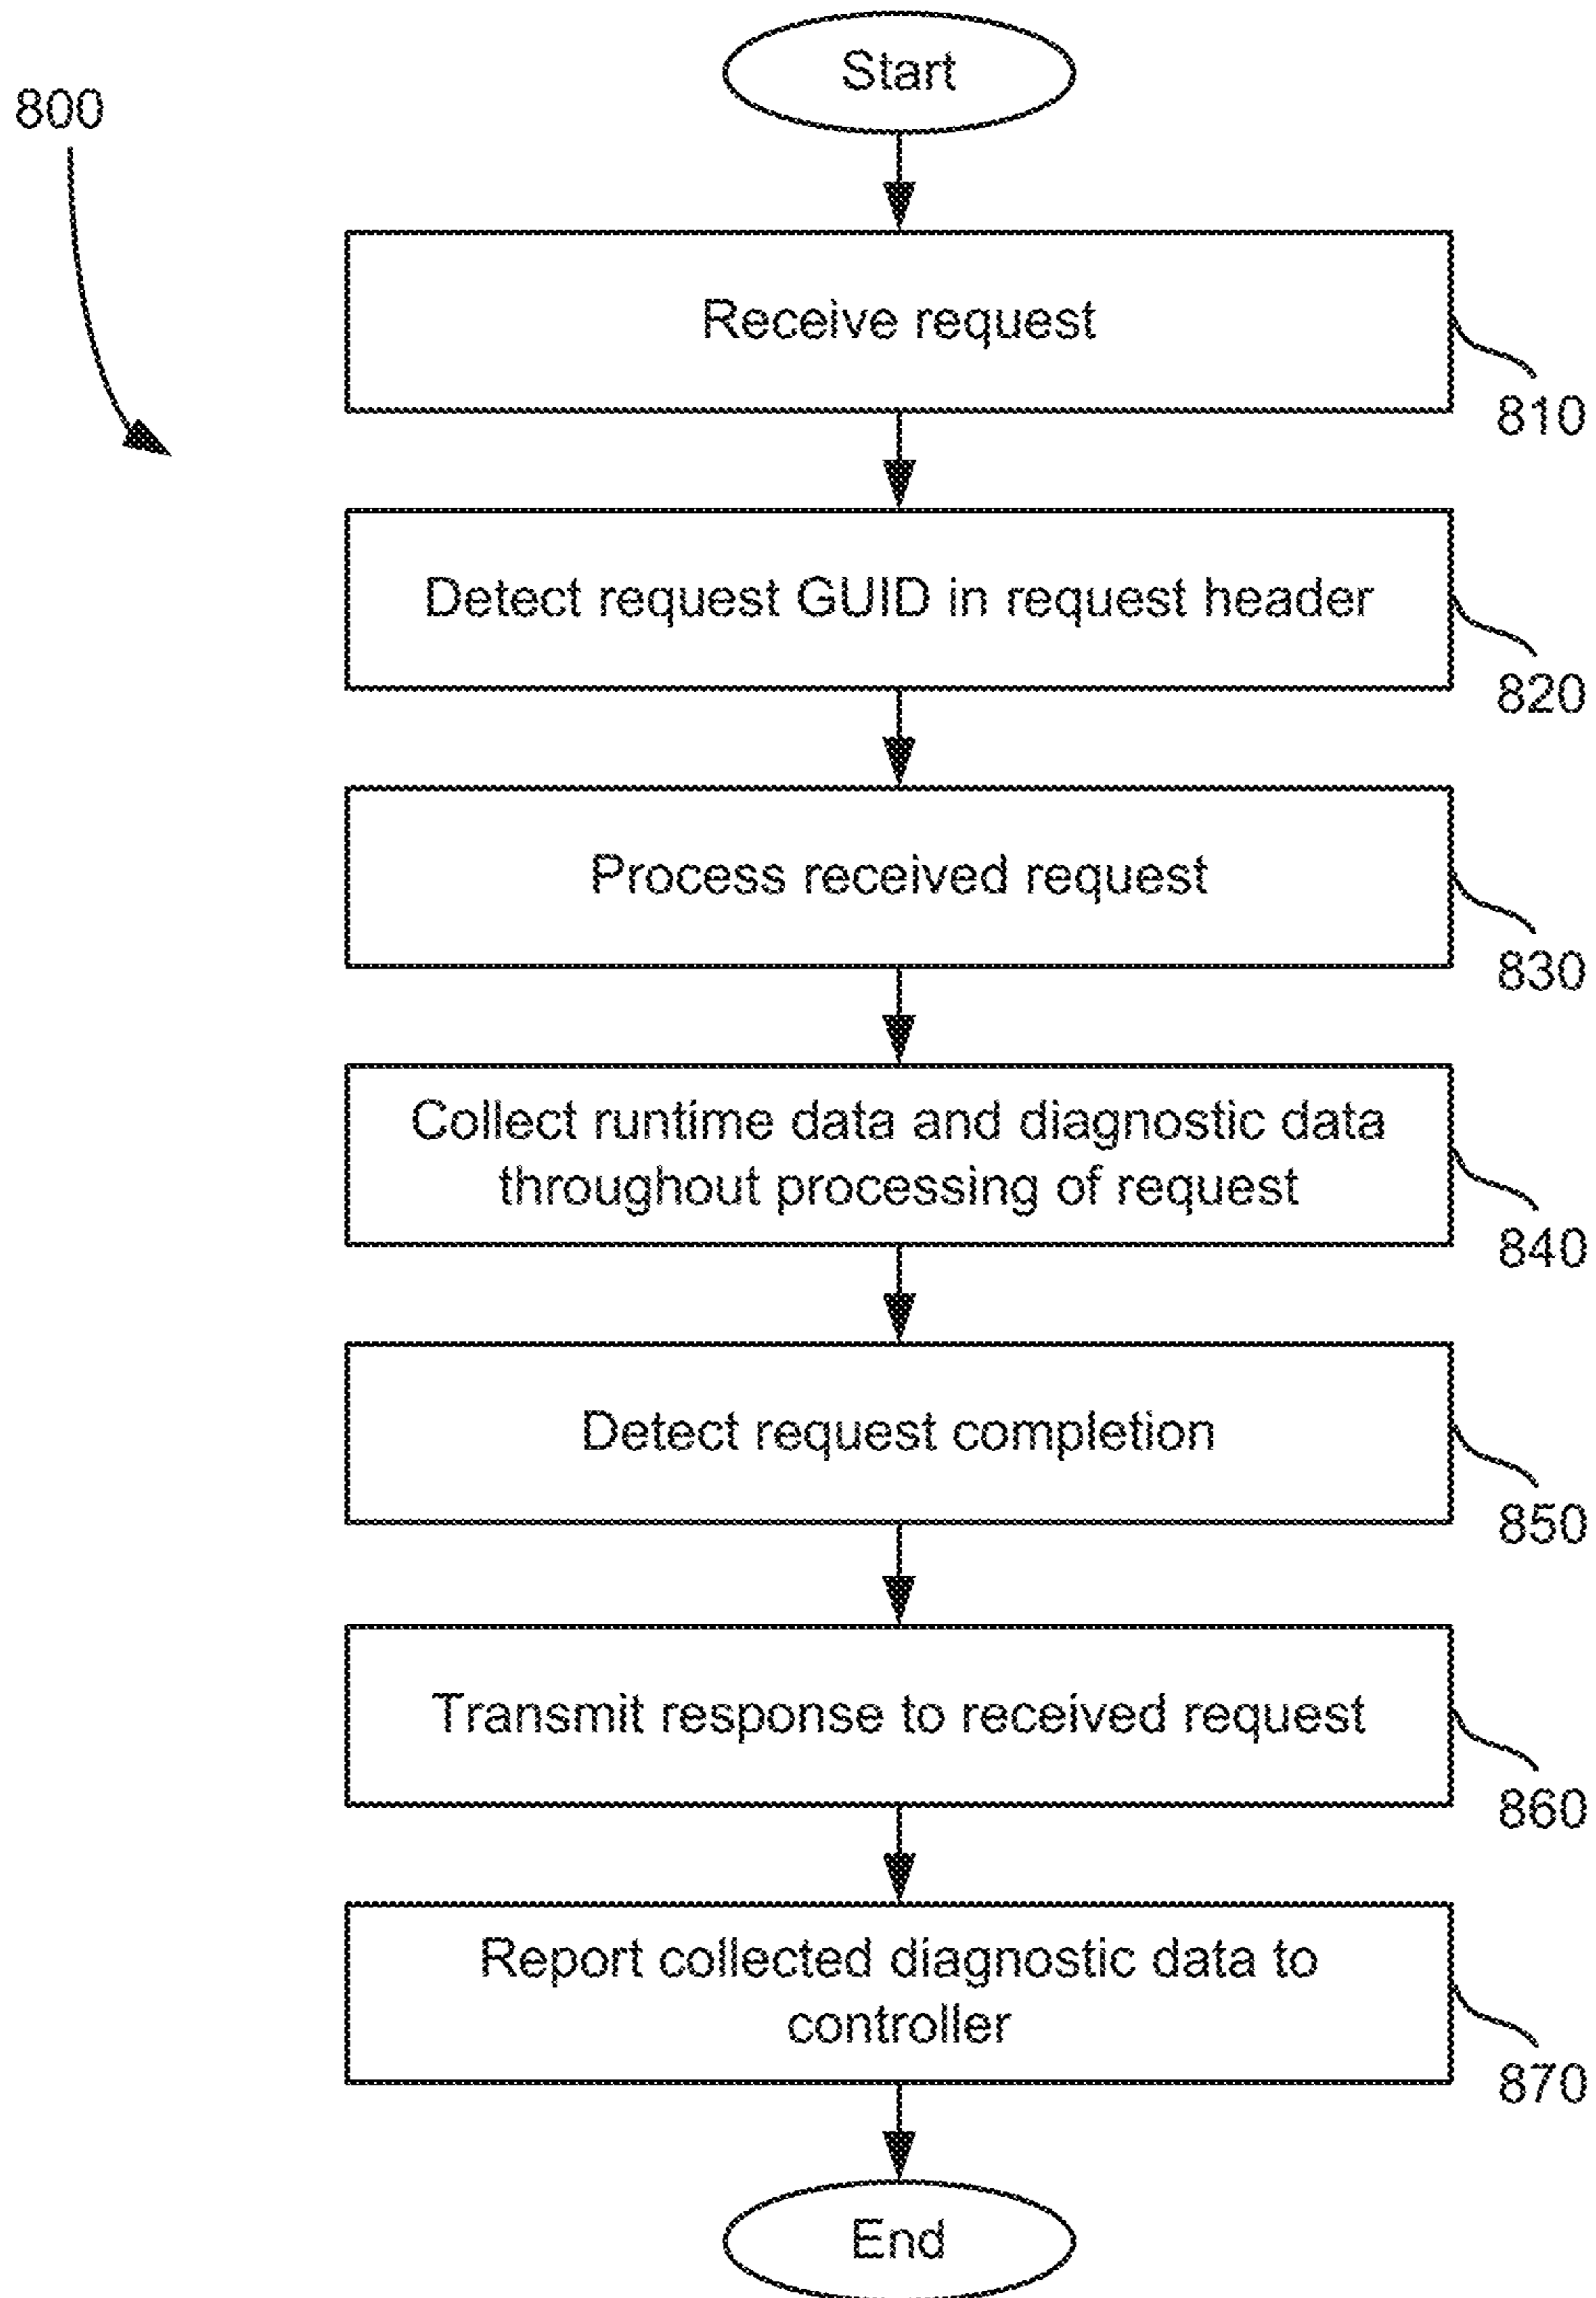 Start
800
Receive request
810
Detect request GUID in request header
820
Process received request
830
Collect runtime data and diagnostic data
throughout processing of request
840
Detect request completion
850
Transmit response to received request
860
Report collected diagnostic data to
controller
870
End